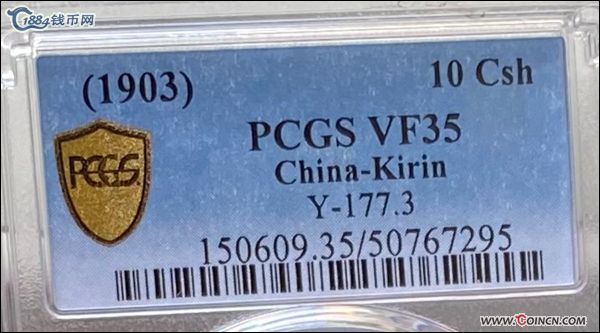 1884钱币网
(1903)
10 Csh
PCGS VF35
China-Kirin
PCGS
Y-177.3
150609.35/50767295
www.COINCN.com